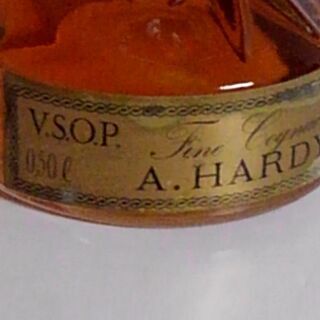 V.S.O.P.
Fine Cognac
0,50 ℓ
A. HARDY